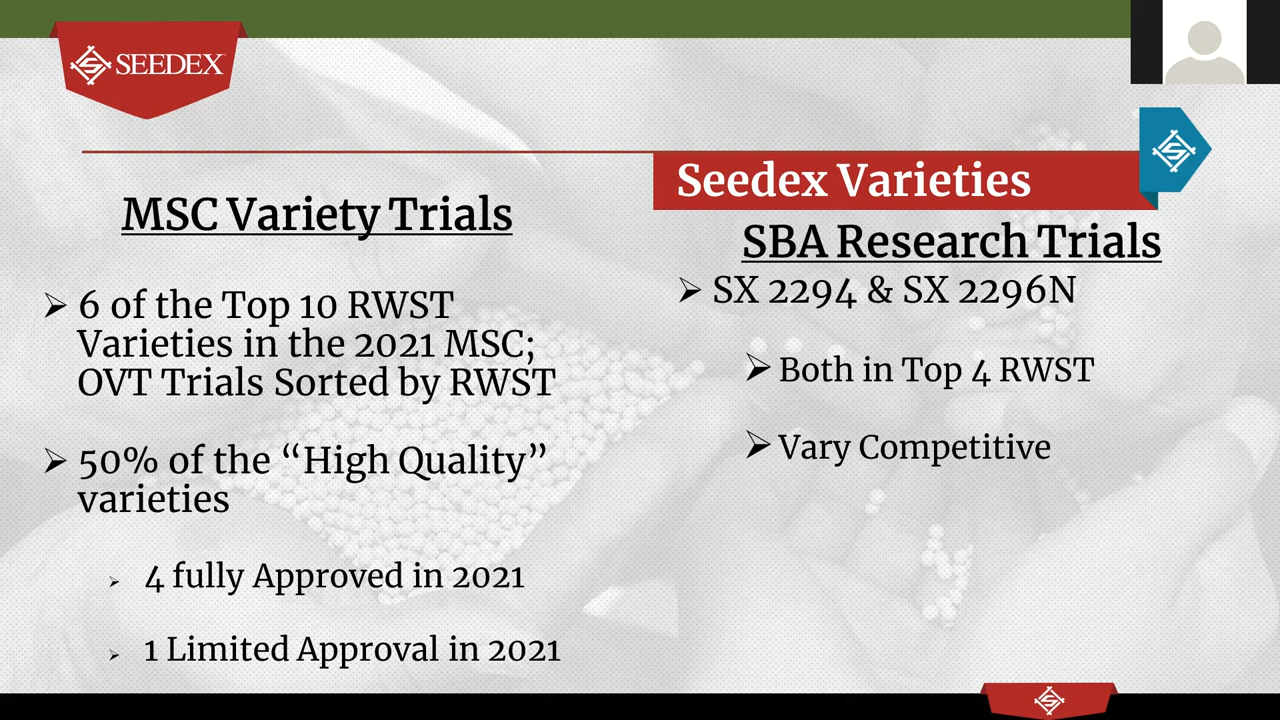 SEEDEX
Seedex Varieties
MSC Variety Trials
➢ 6 of the Top 10 RWST
Varieties in the 2021 MSC;
OVT Trials Sorted by RWST
➢ 50% of the “High Quality”
varieties
➢ 4 fully Approved in 2021
➢ 1 Limited Approval in 2021
SBA Research Trials
➢ SX 2294 & SX 2296N
➢ Both in Top 4 RWST
➢ Vary Competitive